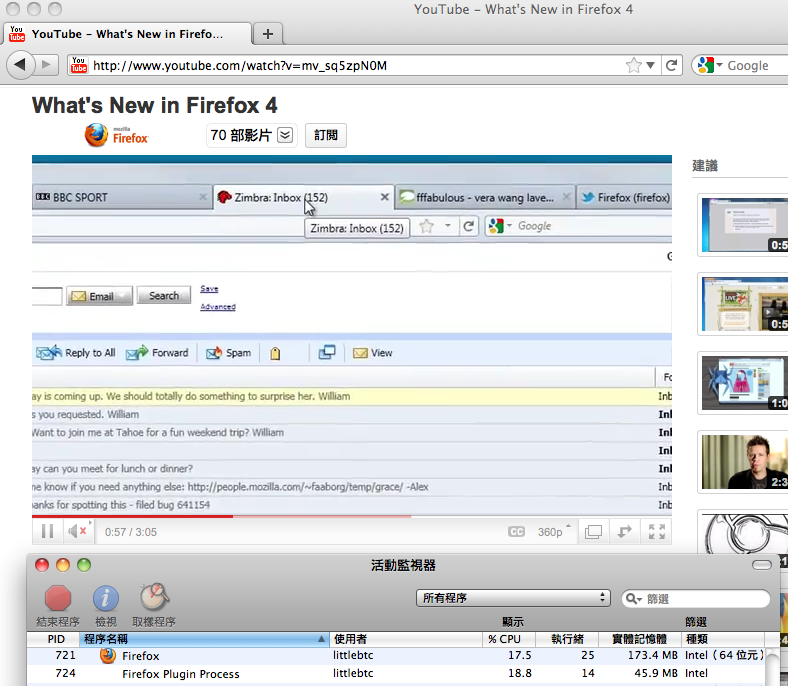 YouTube – What's New in Firefox 4
YouTube – What's New in Firefo...
http://www.youtube.com/watch?v=mv_sq5zpN0M
Google
What's New in Firefox 4
mozilla
Firefox
70 部影片
訂閱
建議
BBC SPORT
Zimbra: Inbox (152)
fffabulous - vera wang lave...
Firefox (firefox)
Zimbra: Inbox (152)
Google
Email
Search
Save
Advanced
Reply to All
Forward
Spam
View
Fo
ay is coming up. We should totally do something to surprise her. William
Inb
s you requested. William
Inl
Want to join me at Tahoe for a fun weekend trip? William
Inl
Inl
ay can you meet for lunch or dinner?
Inl
me know if you need anything else: http://people.mozilla.com/~faaborg/temp/grace/ -Alex
Inb
hanks for spotting this - filed bug 641154
Inb
0:57 / 3:05
CC
360p
0:5
0:5
1:0
2:3
活動監視器
結束程序
檢視
取樣程序
所有程序
篩選
顯示
篩選
PID
程序名稱
使用者
% CPU
執行緒
實體記憶體
種類
721 Firefox littlebtc 17.5 25 173.4 MB Intel（64 位元）
724 Firefox Plugin Process littlebtc 18.8 14 45.9 MB Intel